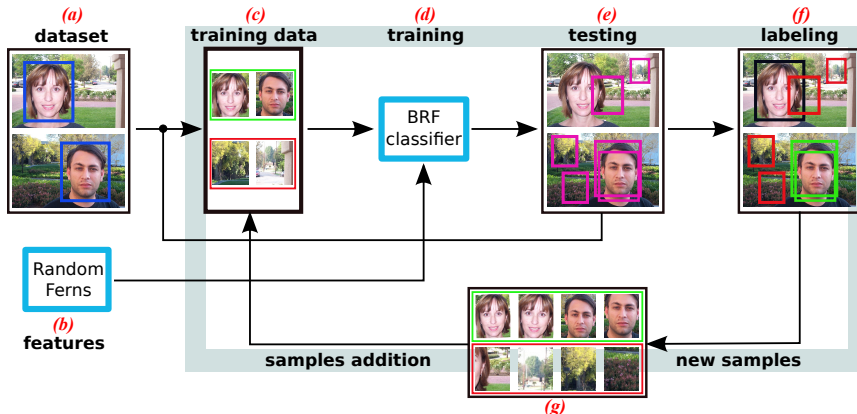 (a)
dataset
(c)
training data
(d)
training
(e)
testing
(f)
labeling
BRF
classifier
Random
Ferns
(b)
features
samples addition
new samples
(g)